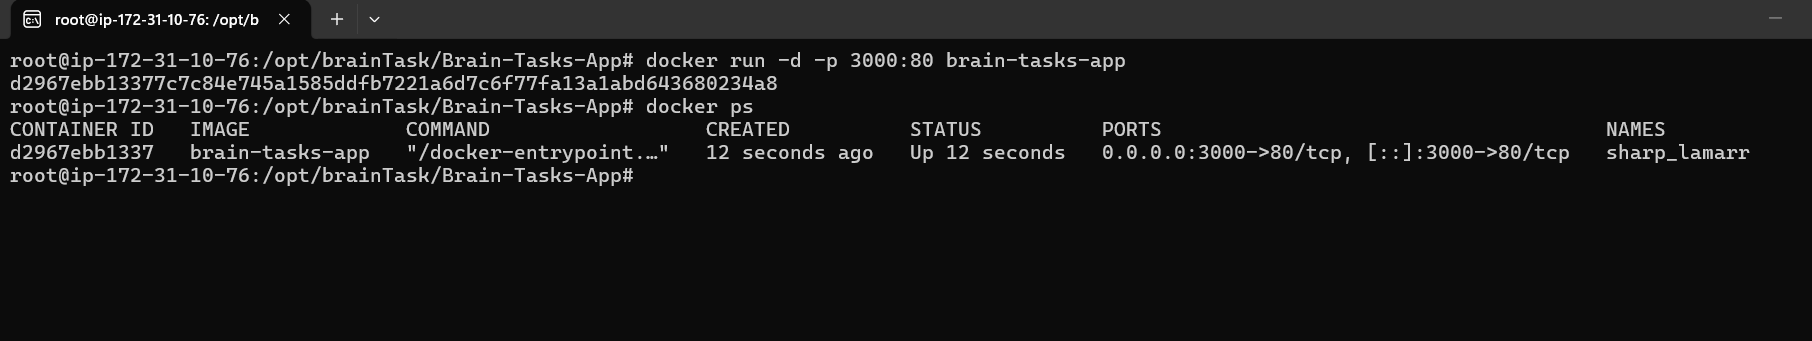 root@ip-172-31-10-76: /opt/b
root@ip-172-31-10-76:/opt/brainTask/Brain-Tasks-App# docker run -d -p 3000:80 brain-tasks-app
d2967ebb13377c7c84e745a1585ddfb7221a6d7c6f77fa13a1abd643680234a8
root@ip-172-31-10-76:/opt/brainTask/Brain-Tasks-App# docker ps
CONTAINER ID   IMAGE             COMMAND                  CREATED          STATUS          PORTS                                     NAMES
d2967ebb1337   brain-tasks-app   "/docker-entrypoint.…"   12 seconds ago   Up 12 seconds   0.0.0.0:3000->80/tcp, [::]:3000->80/tcp   sharp_lamarr
root@ip-172-31-10-76:/opt/brainTask/Brain-Tasks-App#